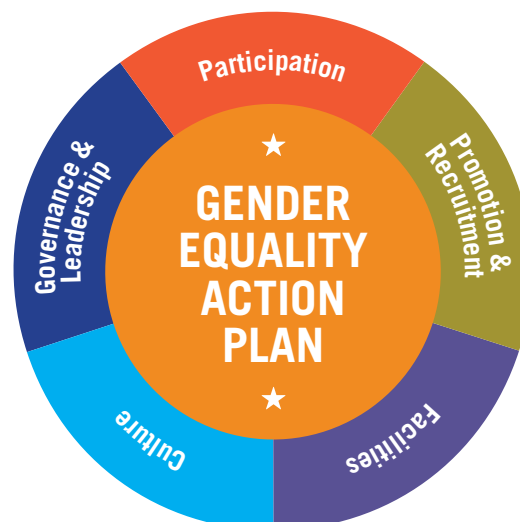 Participation
Promotion &
Recruitment
Facilities
Culture
Governance &
Leadership
GENDER
EQUALITY
ACTION
PLAN